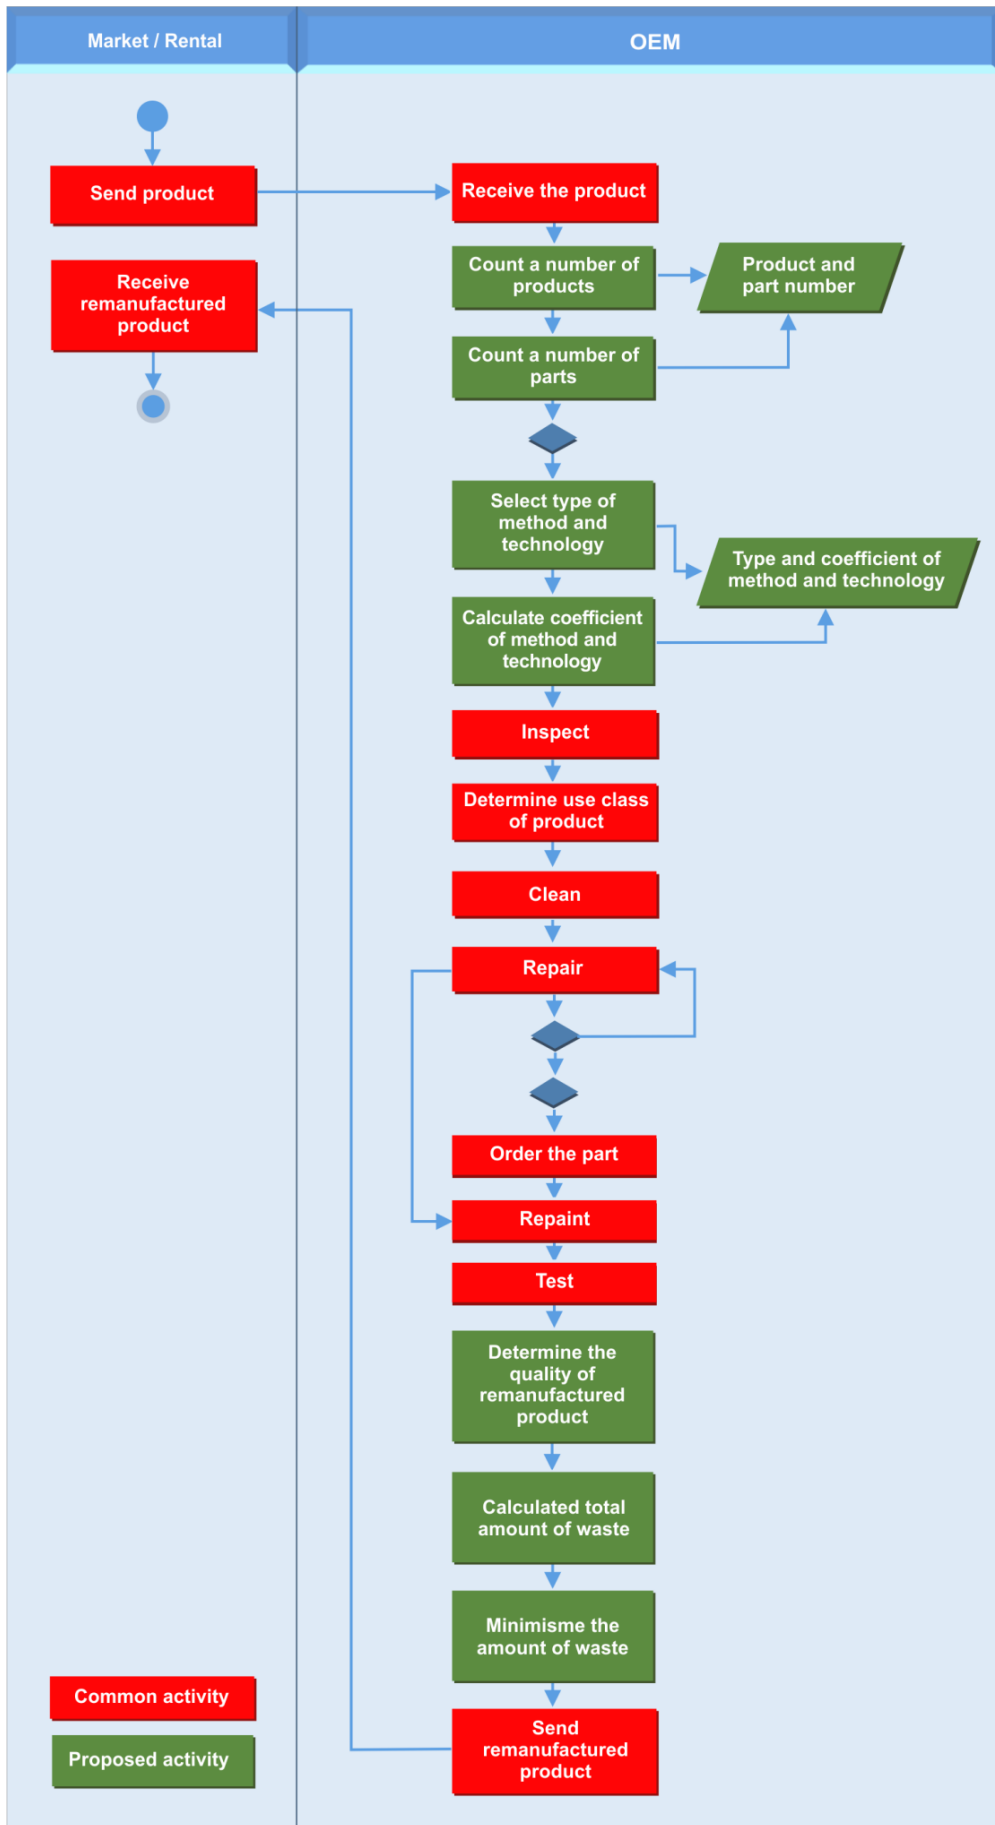 Market / Rental
OEM
Send product
Receive the product
Receive
remanufactured
product
Count a number of
products
Product and
part number
Count a number of
parts
Select type of
method and
technology
Type and coefficient of
method and technology
Calculate coefficient
of method and
technology
Inspect
Determine use class
of product
Clean
Repair
Order the part
Repaint
Test
Determine the
quality of
remanufactured
product
Calculated total
amount of waste
Minimisme the
amount of waste
Send
remanufactured
product
Common activity
Proposed activity